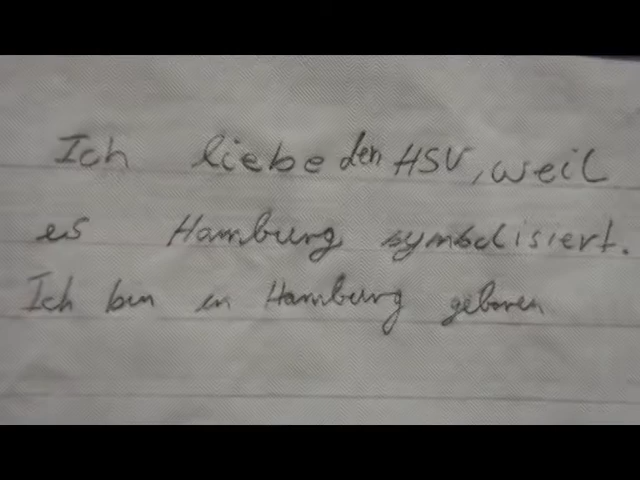 Ich liebe den HSV, weil
es Hamburg symbolisiert.
Ich bin in Hamburg geboren